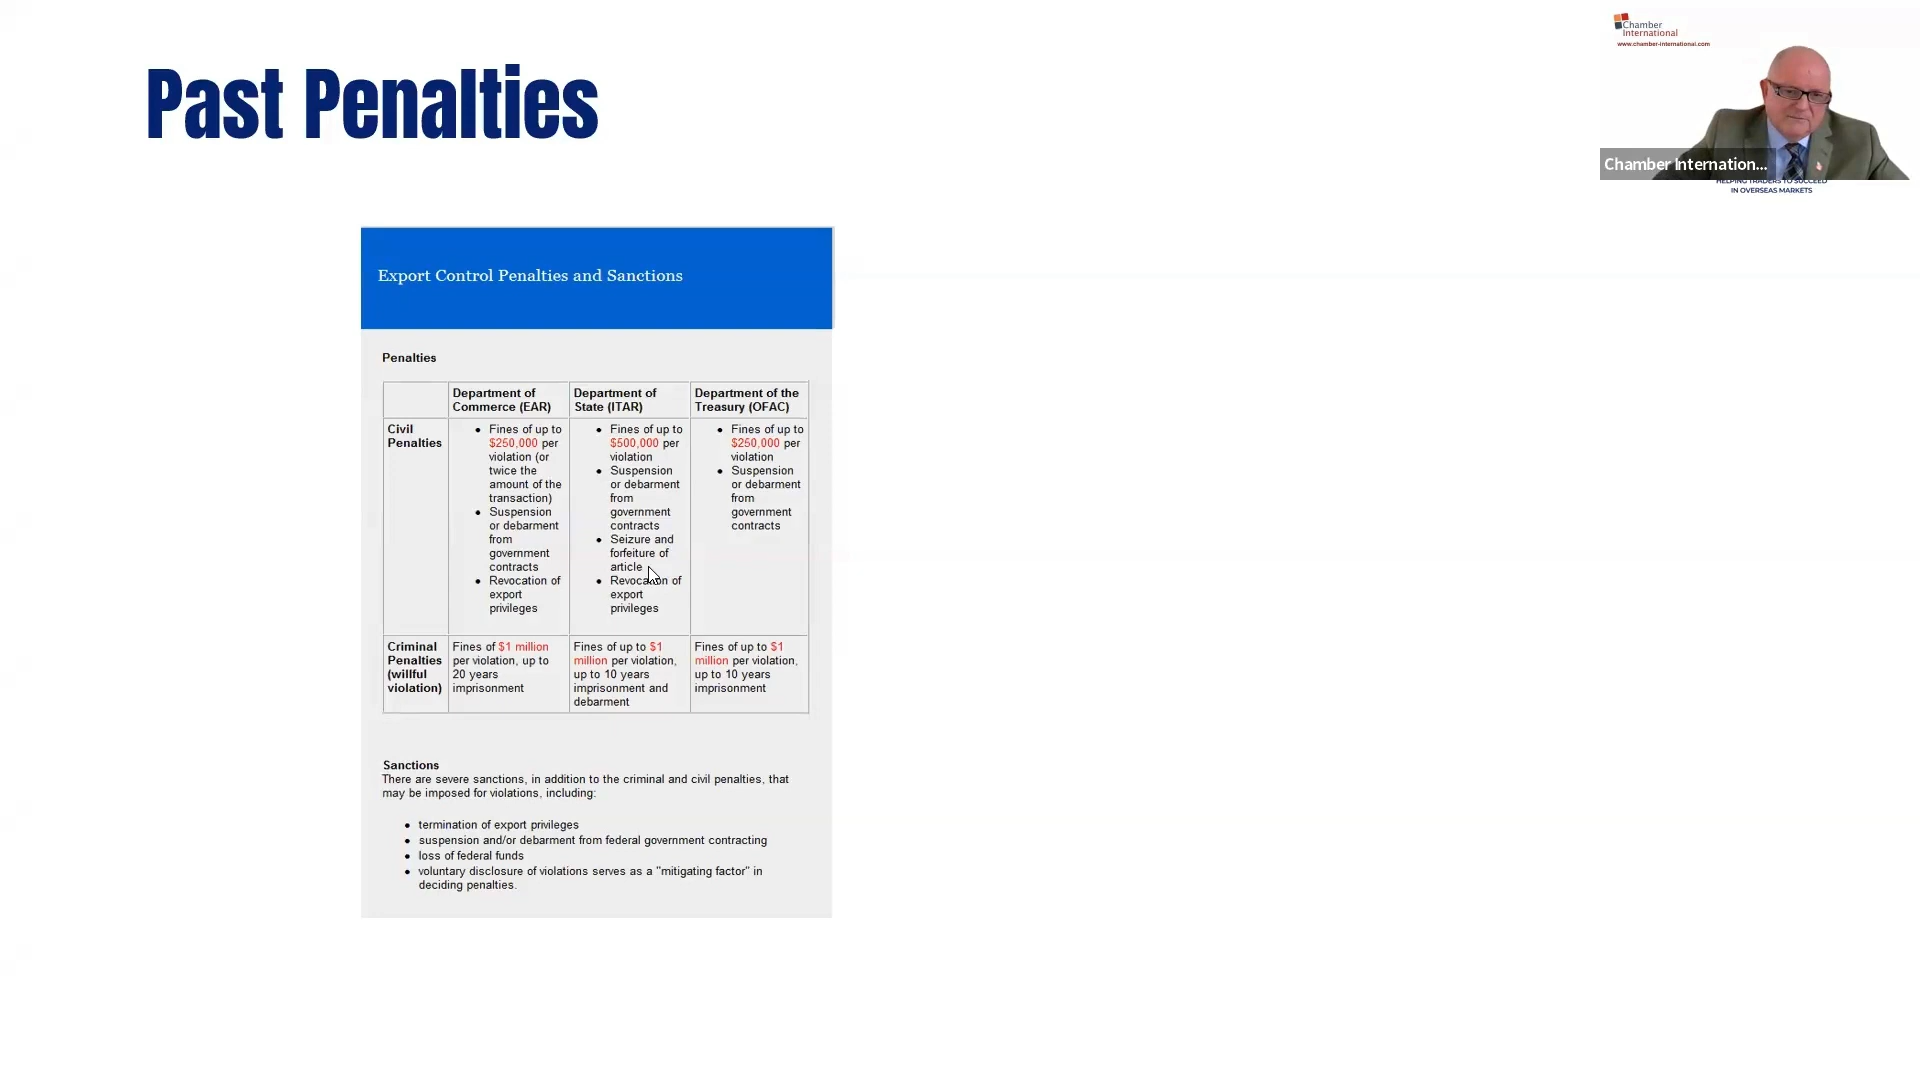 Past Penalties
Chamber
International
www.chamber-international.com
Chamber Internation...
HELPING TRADERS TO SUCCEED
IN OVERSEAS MARKETS
Export Control Penalties and Sanctions
Penalties
Department of
Commerce (EAR)
Department of
State (ITAR)
Department of the
Treasury (OFAC)
Civil
Penalties
• Fines of up to
$250,000 per
violation (or
twice the
amount of the
transaction)
• Suspension
or debarment
from
government
contracts
• Revocation of
export
privileges
• Fines of up to
$500,000 per
violation
• Suspension
or debarment
from
government
contracts
• Seizure and
forfeiture of
article
• Revocation of
export
privileges
• Fines of up to
$250,000 per
violation
• Suspension
or debarment
from
government
contracts
Criminal
Penalties
(willful
violation)
Fines of $1 million
per violation, up to
20 years
imprisonment
Fines of up to $1
million per violation,
up to 10 years
imprisonment and
debarment
Fines of up to $1
million per violation,
up to 10 years
imprisonment
Sanctions
There are severe sanctions, in addition to the criminal and civil penalties, that
may be imposed for violations, including:
• termination of export privileges
• suspension and/or debarment from federal government contracting
• loss of federal funds
• voluntary disclosure of violations serves as a "mitigating factor" in
deciding penalties.